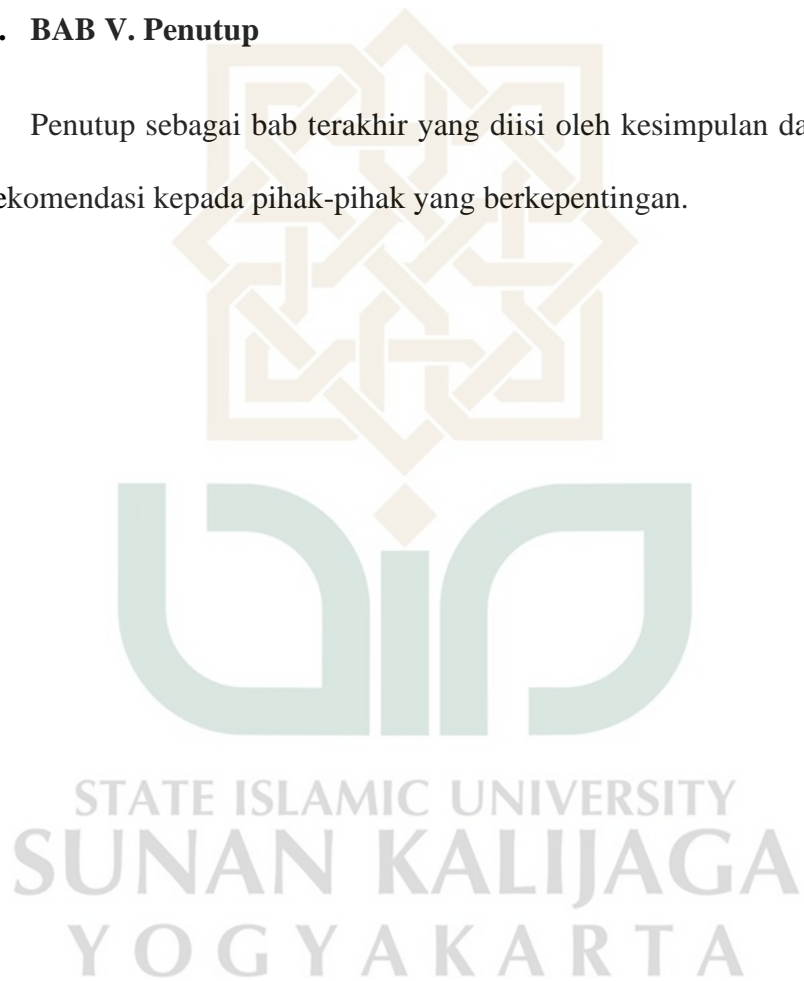 . BAB V. Penutup
Penutup sebagai bab terakhir yang diisi oleh kesimpulan da
ekomendasi kepada pihak-pihak yang berkepentingan.
STATE ISLAMIC UNIVERSITY
SUNAN KALIJAGA
YOGYAKARTA